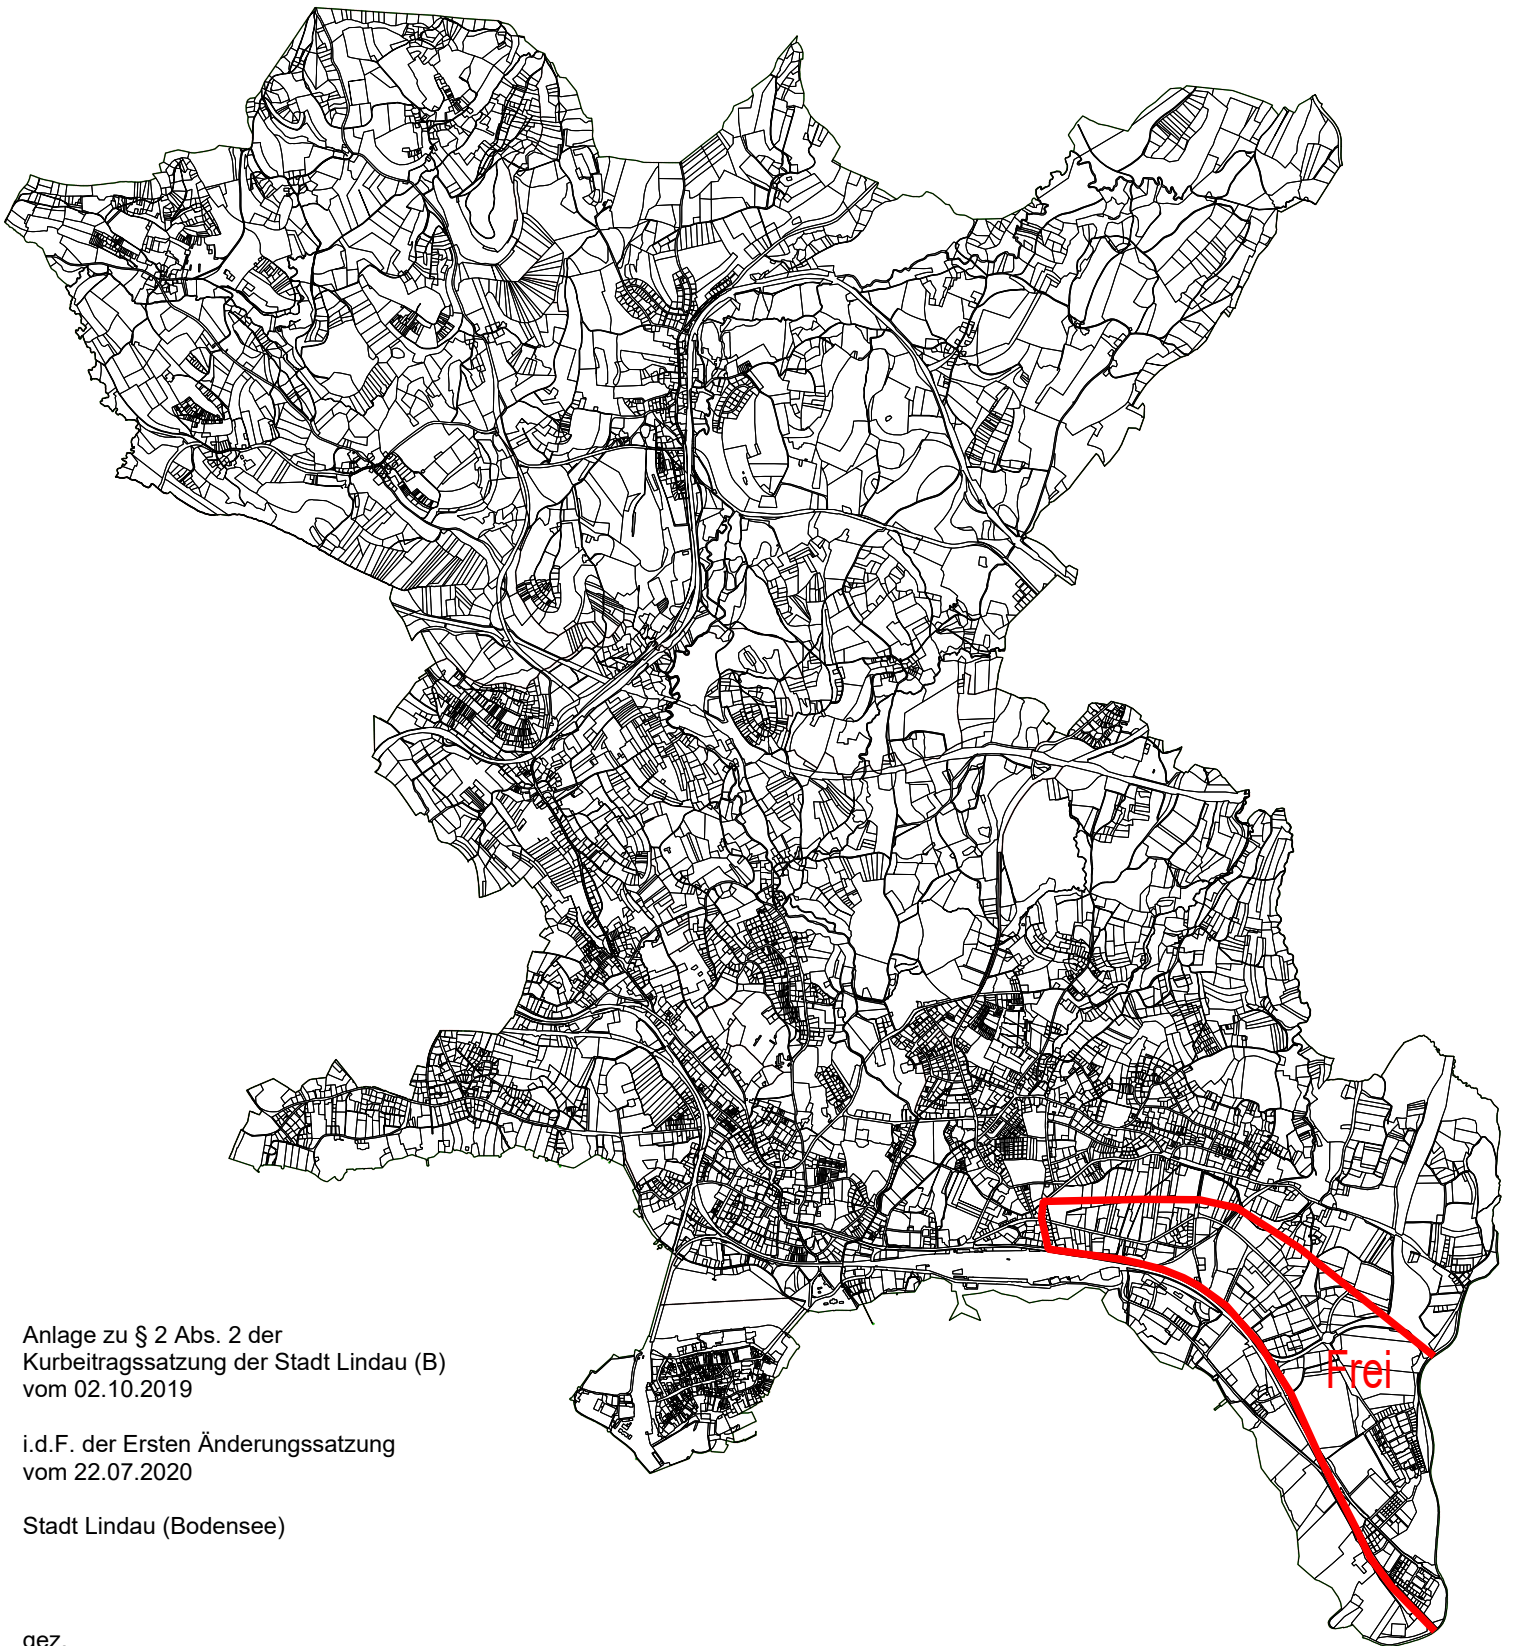 Frei
Anlage zu § 2 Abs. 2 der
Kurbeitragssatzung der Stadt Lindau (B)
vom 02.10.2019
i.d.F. der Ersten Änderungssatzung
vom 22.07.2020
Stadt Lindau (Bodensee)
gez.